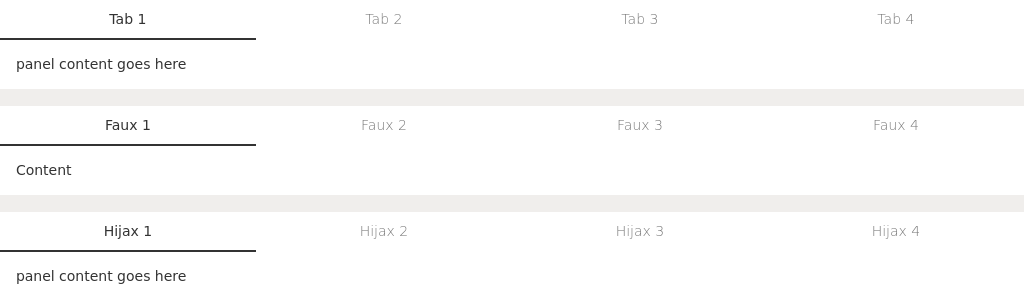 Tab 1 Tab 2 Tab 3 Tab 4
panel content goes here
Faux 1 Faux 2 Faux 3 Faux 4
Content
Hijax 1 Hijax 2 Hijax 3 Hijax 4
panel content goes here